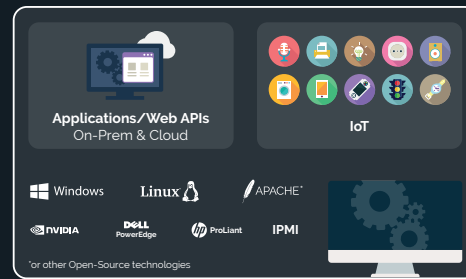 Applications/Web APIs
On-Prem & Cloud
IoT
Windows
Linux
APACHE*
NVIDIA
DELL
PowerEdge
hp ProLiant
IPMI
*or other Open-Source technologies